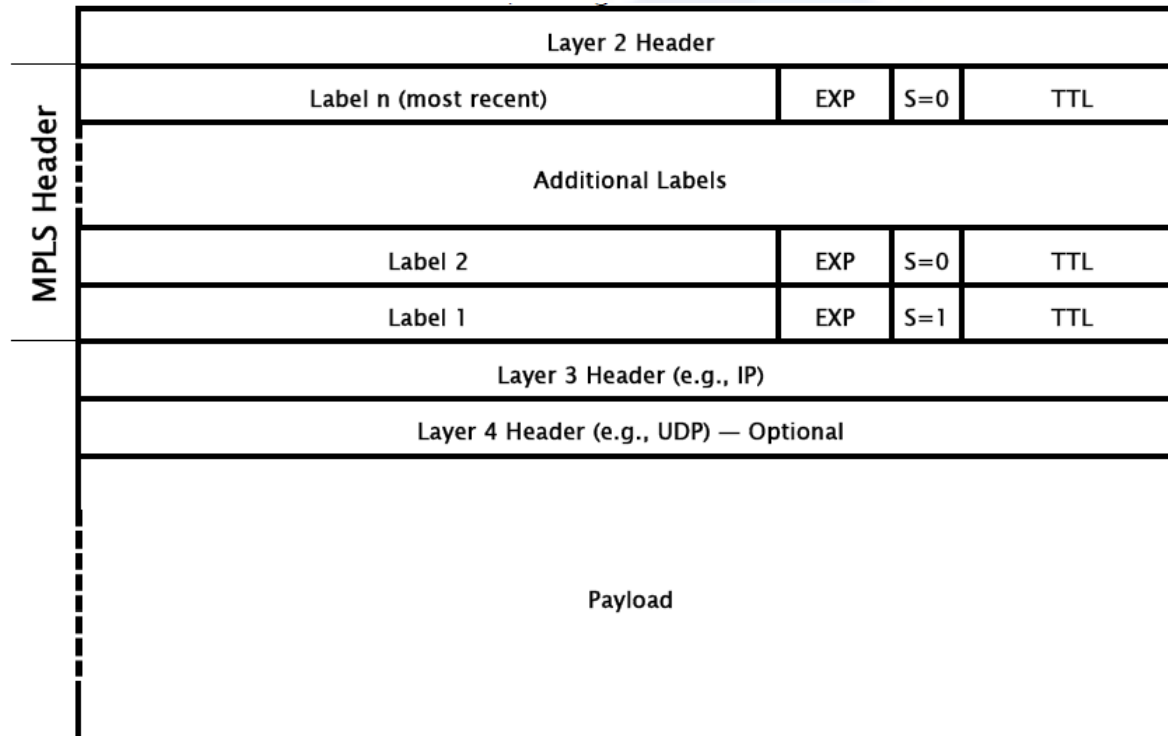 Layer 2 Header
MPLS Header
Label n (most recent) EXP S=0 TTL
Additional Labels
Label 2 EXP S=0 TTL
Label 1 EXP S=1 TTL
Layer 3 Header (e.g., IP)
Layer 4 Header (e.g., UDP) — Optional
Payload